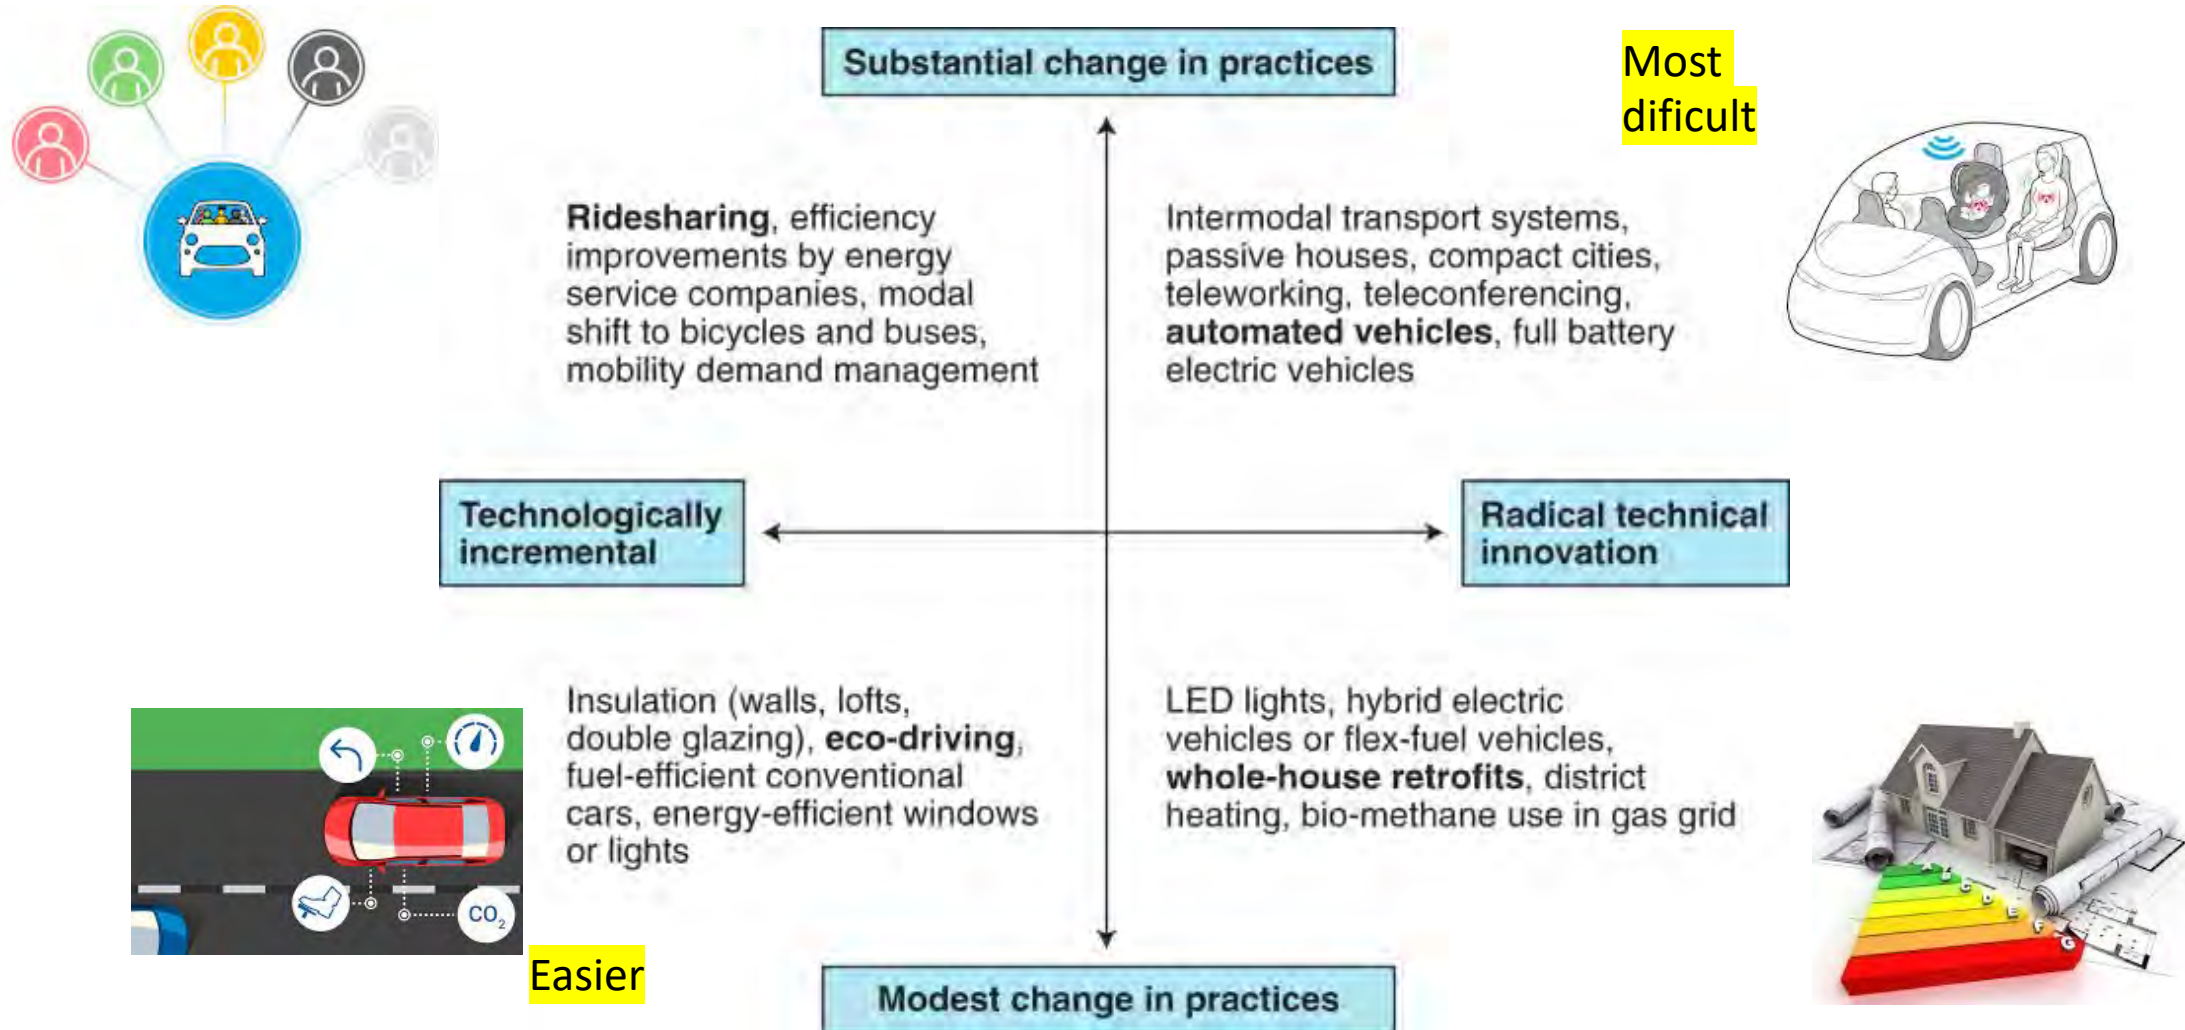 Substantial change in practices
Most
dificult
Ridesharing, efficiency
improvements by energy
service companies, modal
shift to bicycles and buses,
mobility demand management
Intermodal transport systems,
passive houses, compact cities,
teleworking, teleconferencing,
automated vehicles, full battery
electric vehicles
Technologically
incremental
Radical technical
innovation
Insulation (walls, lofts,
double glazing), eco-driving,
fuel-efficient conventional
cars, energy-efficient windows
or lights
LED lights, hybrid electric
vehicles or flex-fuel vehicles,
whole-house retrofits, district
heating, bio-methane use in gas grid
CO₂
A
B
C
D
E
F
G
Easier
Modest change in practices